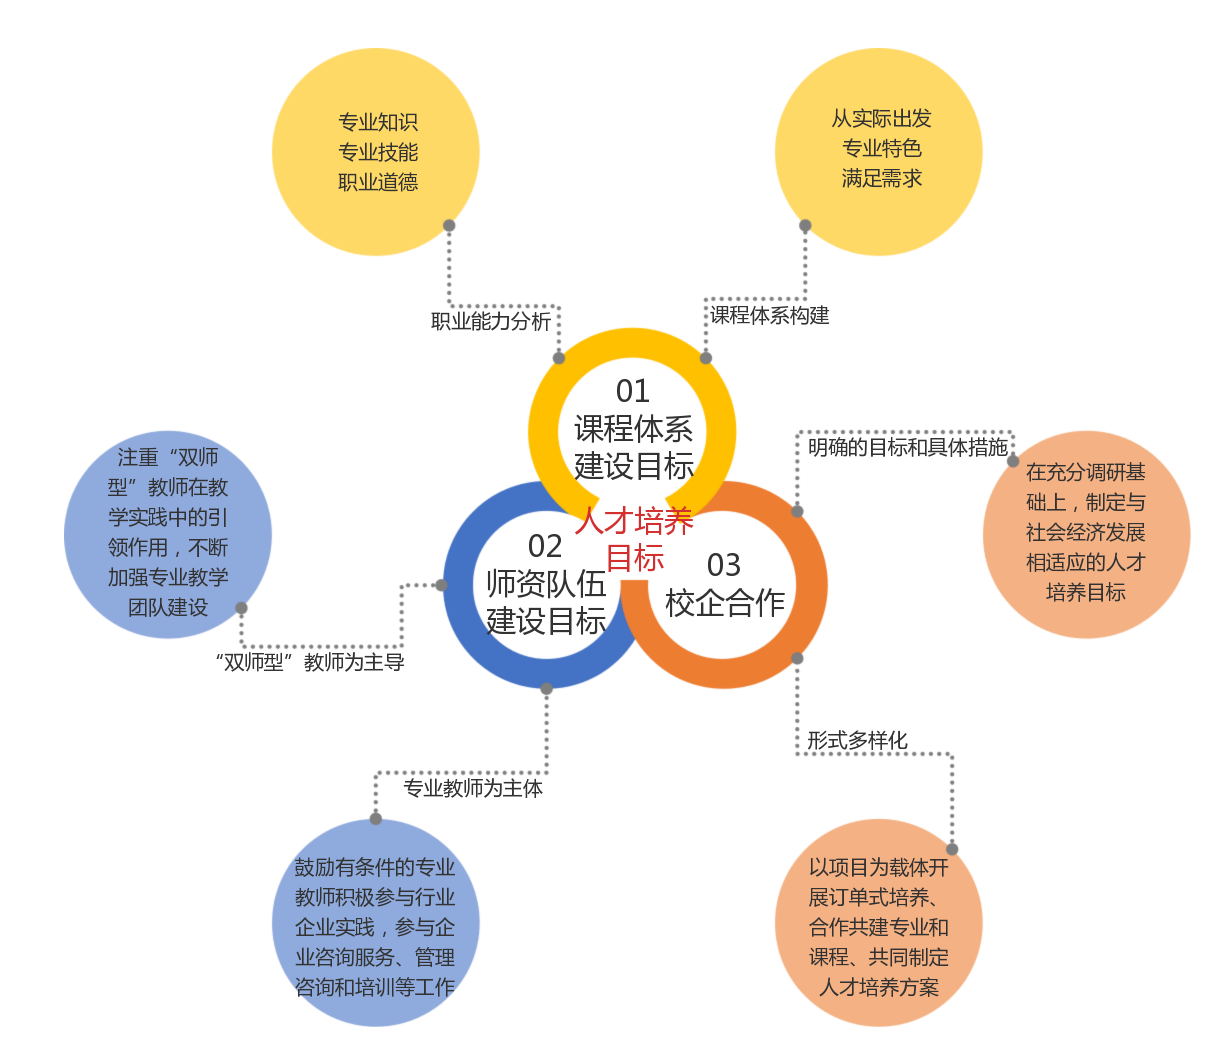 专业知识
专业技能
职业道德
从实际出发
专业特色
满足需求
职业能力分析
课程体系构建
01
课程体系
建设目标
人才培养
目标
02
师资队伍
建设目标
03
校企合作
注重“双师
型”教师在教
学实践中的引
领作用，不断
加强专业教学
团队建设
“双师型”教师为主导
明确的目标和具体措施
在充分调研基
础上，制定与
社会经济发展
相适应的人才
培养目标
专业教师为主体
形式多样化
鼓励有条件的专业
教师积极参与行业
企业实践，参与企
业咨询服务、管理
咨询和培训等工作
以项目为载体开
展订单式培养、
合作共建专业和
课程、共同制定
人才培养方案